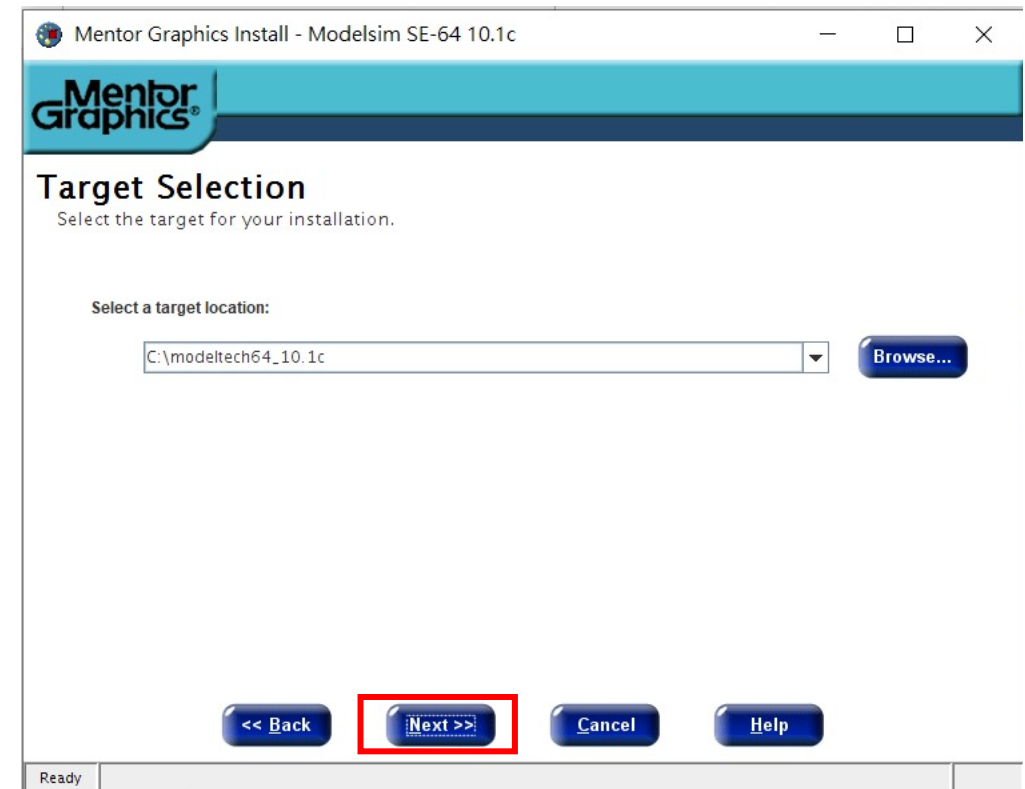 Mentor Graphics Install - Modelsim SE-64 10.1c
Mentor
Graphics®
Target Selection
Select the target for your installation.
Select a target location:
C:\modeltech64_10.1c
Browse...
<< Back
Next >>
Cancel
Help
Ready